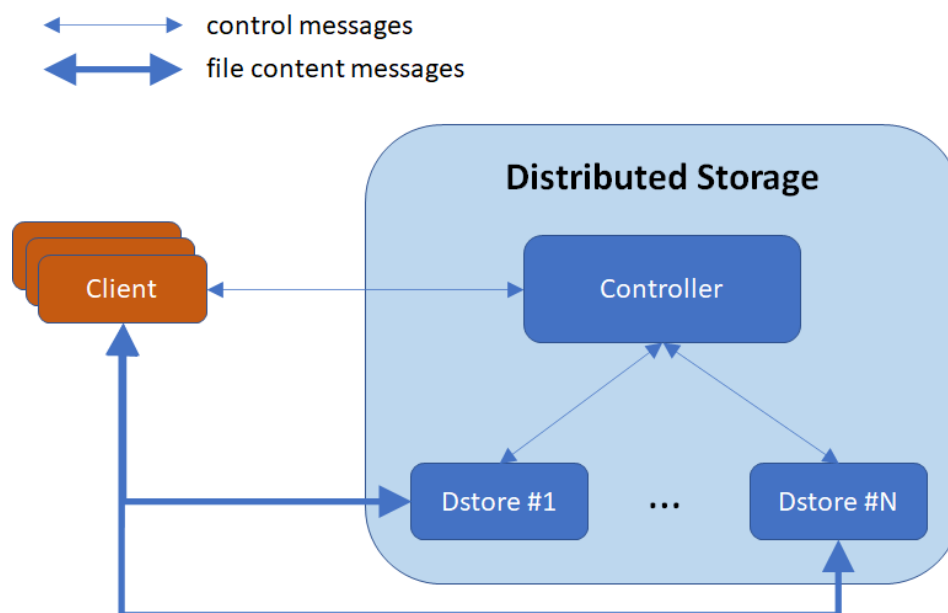 control messages
file content messages
Distributed Storage
Client
Controller
Dstore #1
...
Dstore #N